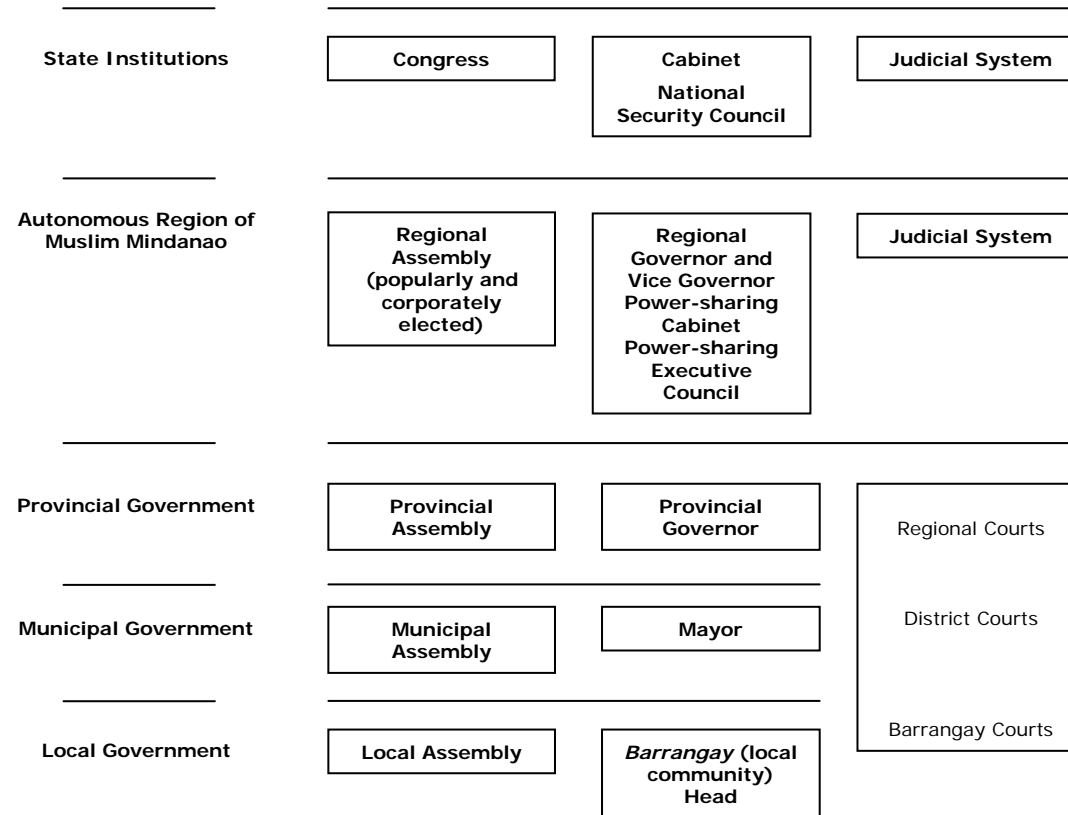 State Institutions
Congress
Cabinet
National
Security Council
Judicial System
Autonomous Region of
Muslim Mindanao
Regional
Assembly
(popularly and
corporately
elected)
Regional
Governor and
Vice Governor
Power-sharing
Cabinet
Power-sharing
Executive
Council
Judicial System
Provincial Government
Provincial
Assembly
Provincial
Governor
Regional Courts
Municipal Government
Municipal
Assembly
Mayor
District Courts
Local Government
Local Assembly
Barrangay (local
community)
Head
Barrangay Courts